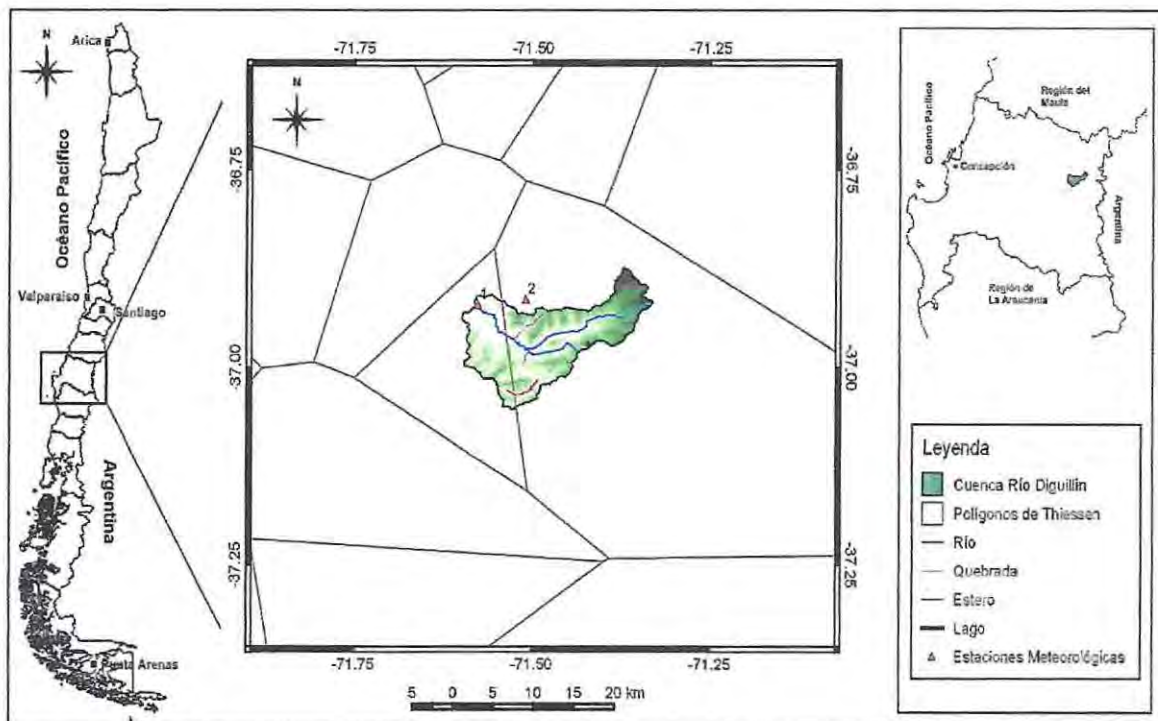 N
Arica
Océano Pacífico
Valparaiso
Santiago
Argentina
Punta Arenas
-71.75
-71.50
-71.25
N
-36.75
-36.75
1
2
-37.00
-37.00
-37.25
-37.25
-71.75
-71.50
-71.25
5 0 5 10 15 20 km
Región del
Maule
Océano Pacífico
Concepción
Argentina
Región de
La Araucanía
Leyenda
Cuenca Río Diguillín
Polígonos de Thiessen
Río
Quebrada
Estero
Lago
Estaciones Meteorológicas